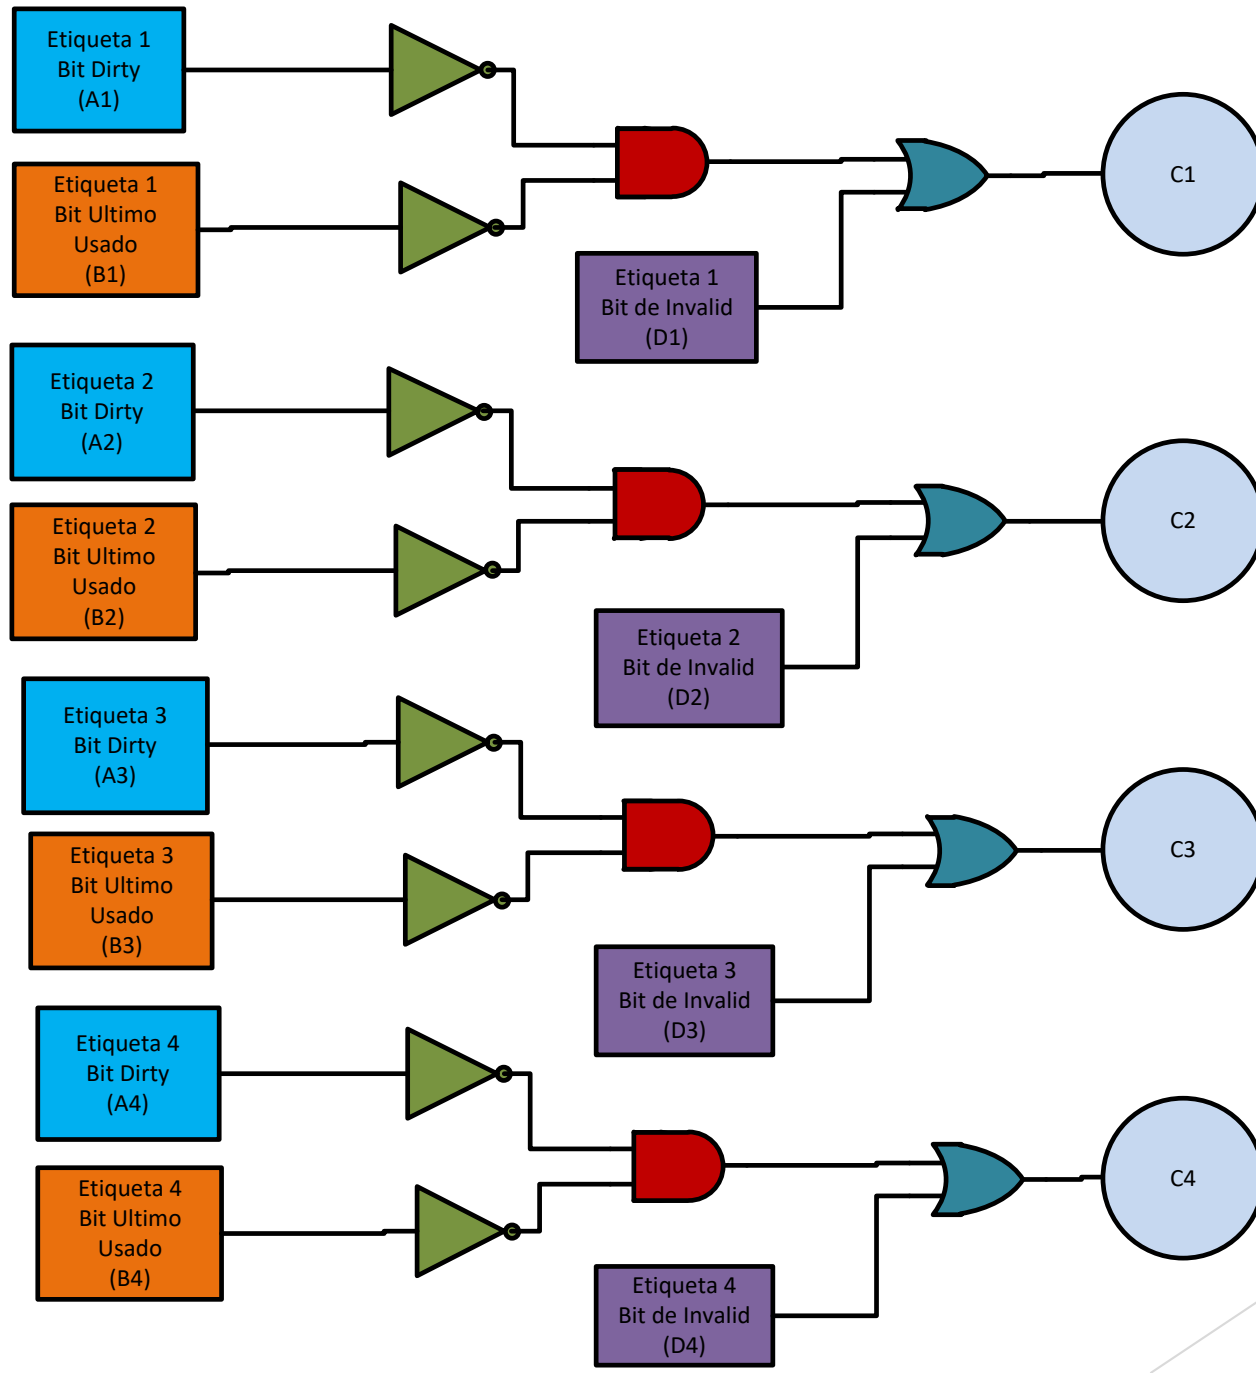 Etiqueta 1
Bit Dirty
(A1)
Etiqueta 1
Bit Ultimo
Usado
(B1)
Etiqueta 1
Bit de Invalid
(D1)
C1
Etiqueta 2
Bit Dirty
(A2)
Etiqueta 2
Bit Ultimo
Usado
(B2)
Etiqueta 2
Bit de Invalid
(D2)
C2
Etiqueta 3
Bit Dirty
(A3)
Etiqueta 3
Bit Ultimo
Usado
(B3)
Etiqueta 3
Bit de Invalid
(D3)
C3
Etiqueta 4
Bit Dirty
(A4)
Etiqueta 4
Bit Ultimo
Usado
(B4)
Etiqueta 4
Bit de Invalid
(D4)
C4